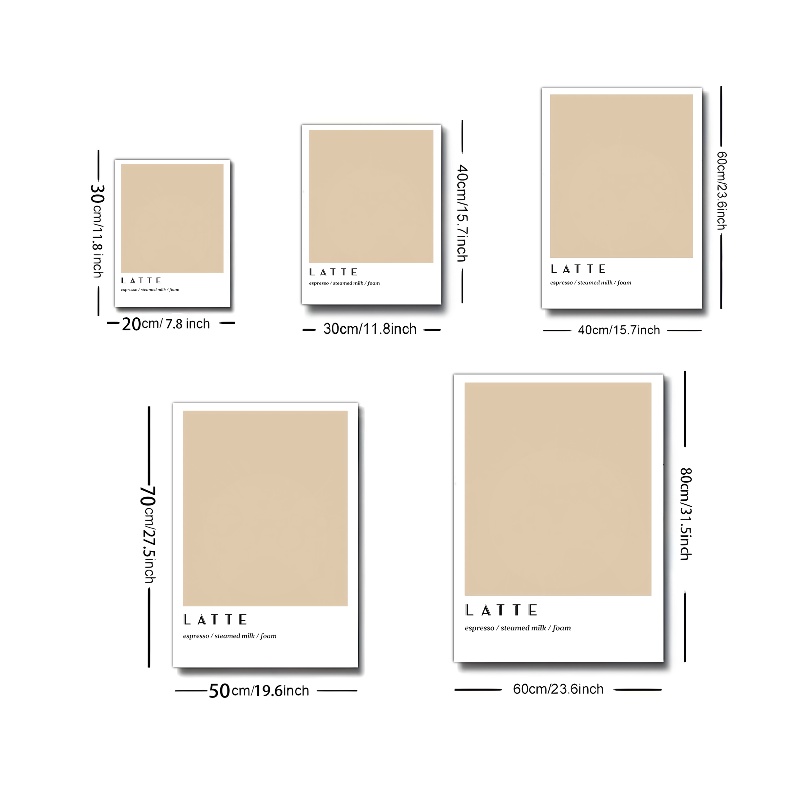 30cm/11.8 inch
LATTE
espresso / steamed milk / foam
20cm/ 7.8 inch
LATTE
espresso / steamed milk / foam
40cm/15.7inch
30cm/11.8inch
LATTE
espresso / steamed milk / foam
60cm/23.6inch
40cm/15.7inch
70cm/27.5inch
LATTE
espresso / steamed milk / foam
50cm/19.6inch
LATTE
espresso / steamed milk / foam
80cm/31.5inch
60cm/23.6inch